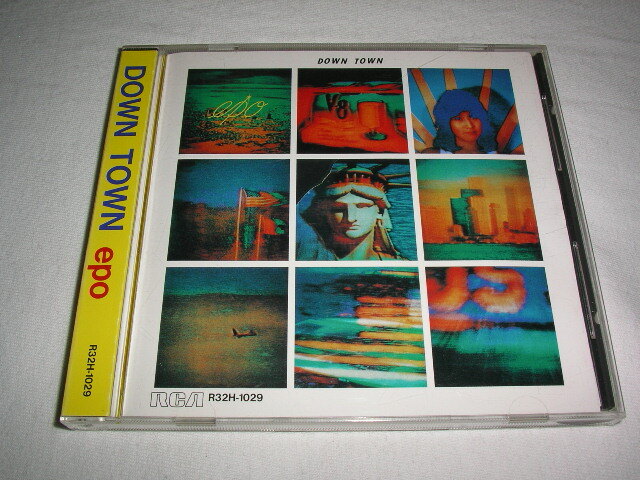 DOWN TOWN epo
R32H-1029
DOWN TOWN
epo
V8
RCA R32H-1029